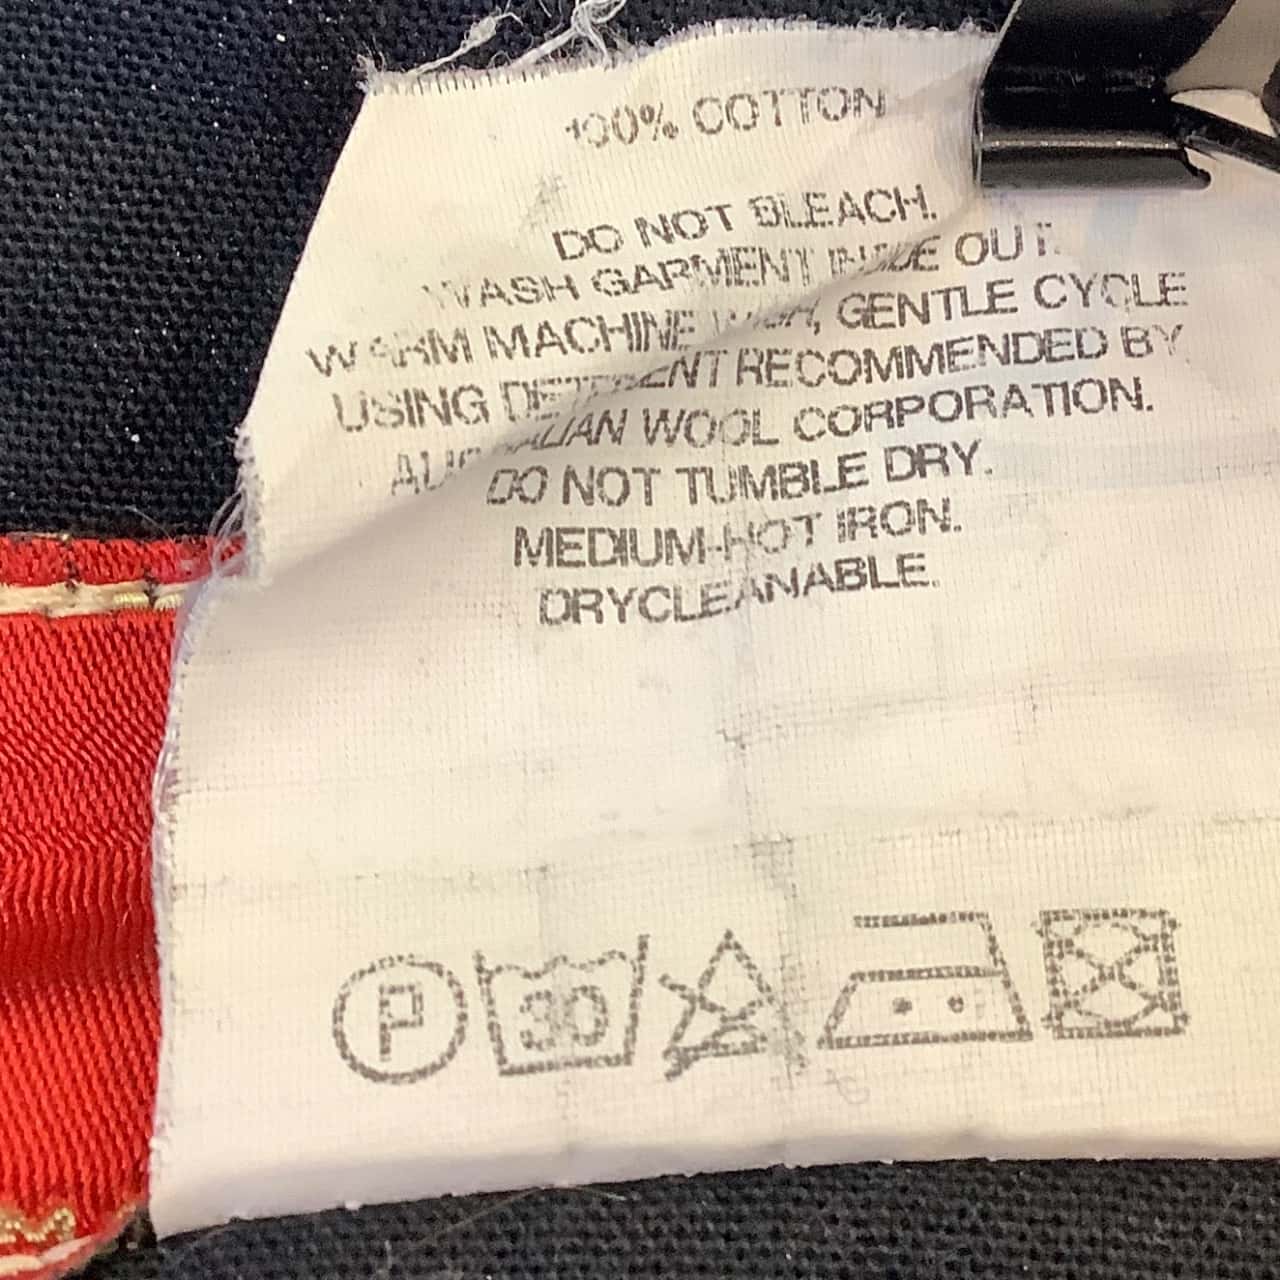 100% COTTON
DO NOT BLEACH.
WASH GARMENT INSIDE OUT.
WARM MACHINE WASH, GENTLE CYCLE
USING DETERGENT RECOMMENDED BY
AUSTRALIAN WOOL CORPORATION.
DO NOT TUMBLE DRY.
MEDIUM-HOT IRON.
DRYCLEANABLE.
P 30